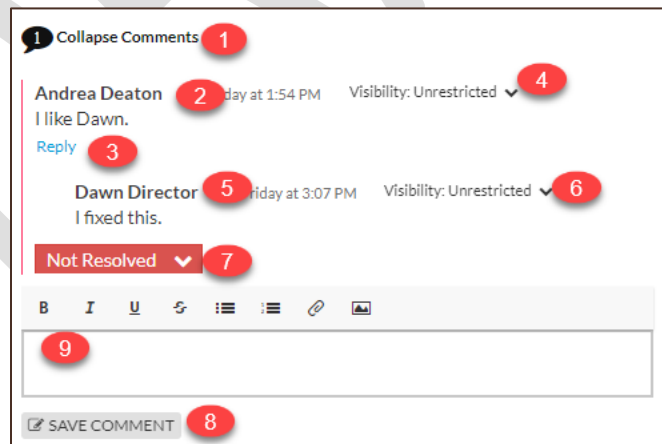 1 Collapse Comments 1
Andrea Deaton 2 day at 1:54 PM Visibility: Unrestricted 4
I like Dawn.
Reply 3
Dawn Director 5 riday at 3:07 PM Visibility: Unrestricted 6
I fixed this.
Not Resolved 7
B I U S
9
SAVE COMMENT 8